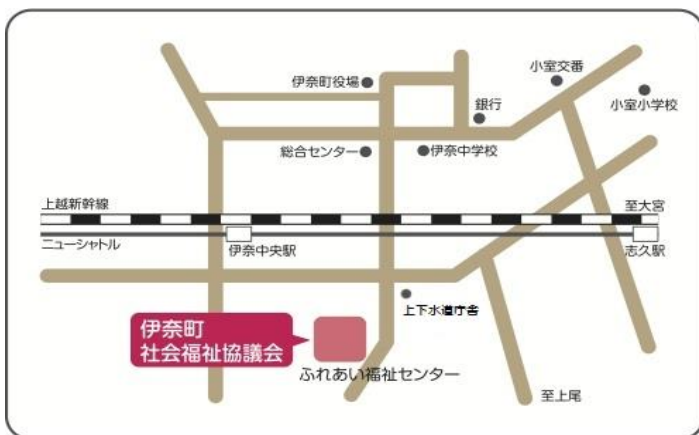 伊奈町役場
小室交番
銀行
小室小学校
総合センター
伊奈中学校
上越新幹線
至大宮
ニューシャトル
伊奈中央駅
志久駅
上下水道庁舎
伊奈町
社会福祉協議会
ふれあい福祉センター
至上尾